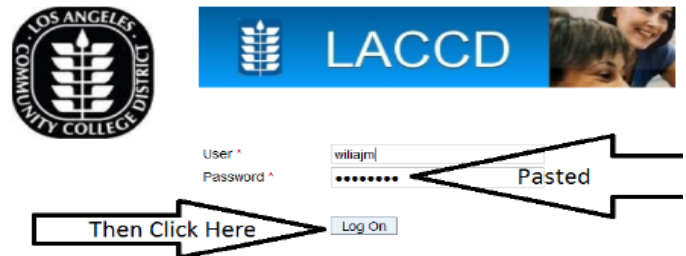 LOS ANGELES
COMMUNITY COLLEGE DISTRICT
LACCD
User *
wiliajm
Password *
Pasted
Then Click Here
Log On